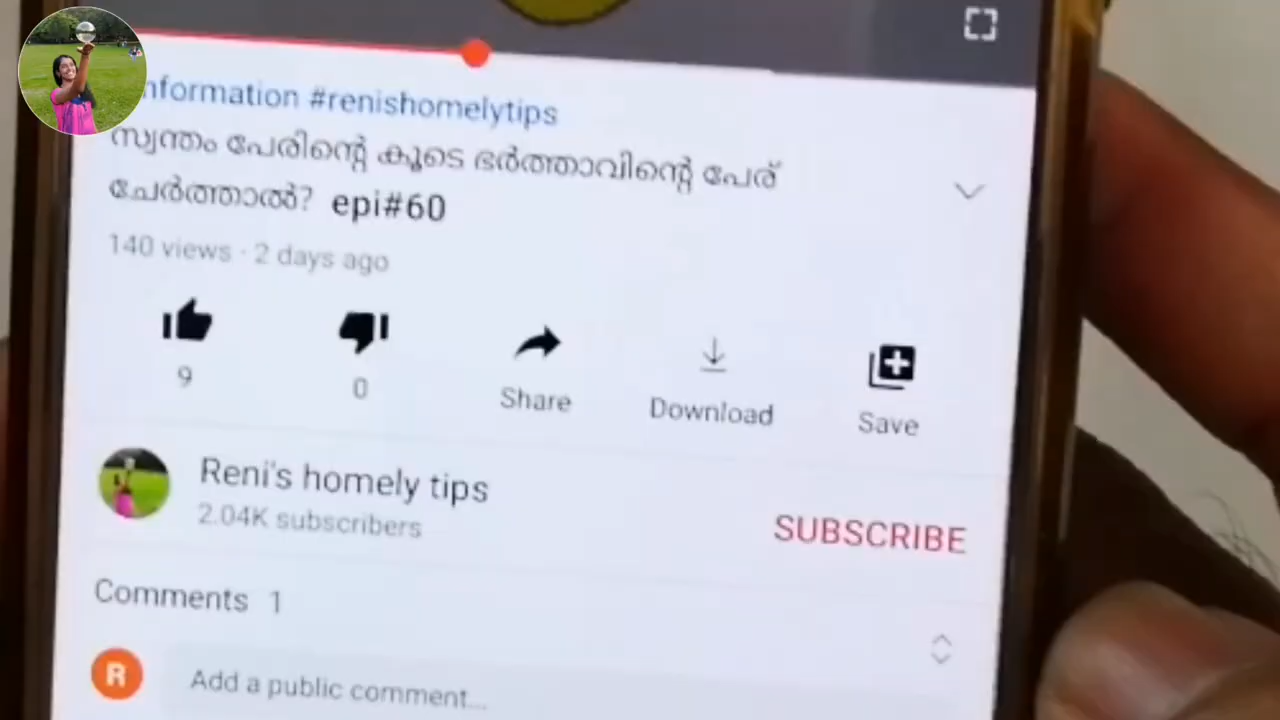 nformation #renishomelytips
സ്വന്തം പേരിന്റെ കൂടെ ഭർത്താവിന്റെ പേര്
ചേർത്താൽ? epi#60
140 views · 2 days ago
9
0
Share
Download
Save
Reni's homely tips
2.04K subscribers
SUBSCRIBE
Comments 1
R
Add a public comment...